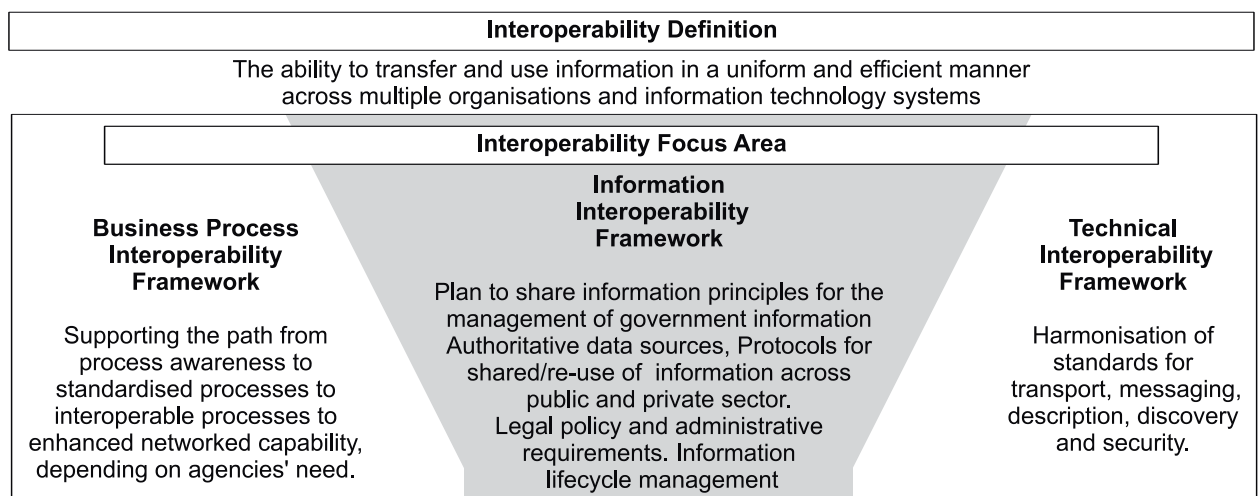 Interoperability Definition
The ability to transfer and use information in a uniform and efficient manner
across multiple organisations and information technology systems
Interoperability Focus Area
Business Process
Interoperability
Framework
Supporting the path from
process awareness to
standardised processes to
interoperable processes to
enhanced networked capability,
depending on agencies' need.
Information
Interoperability
Framework
Plan to share information principles for the
management of government information
Authoritative data sources, Protocols for
shared/re-use of information across
public and private sector.
Legal policy and administrative
requirements. Information
lifecycle management
Technical
Interoperability
Framework
Harmonisation of
standards for
transport, messaging,
description, discovery
and security.